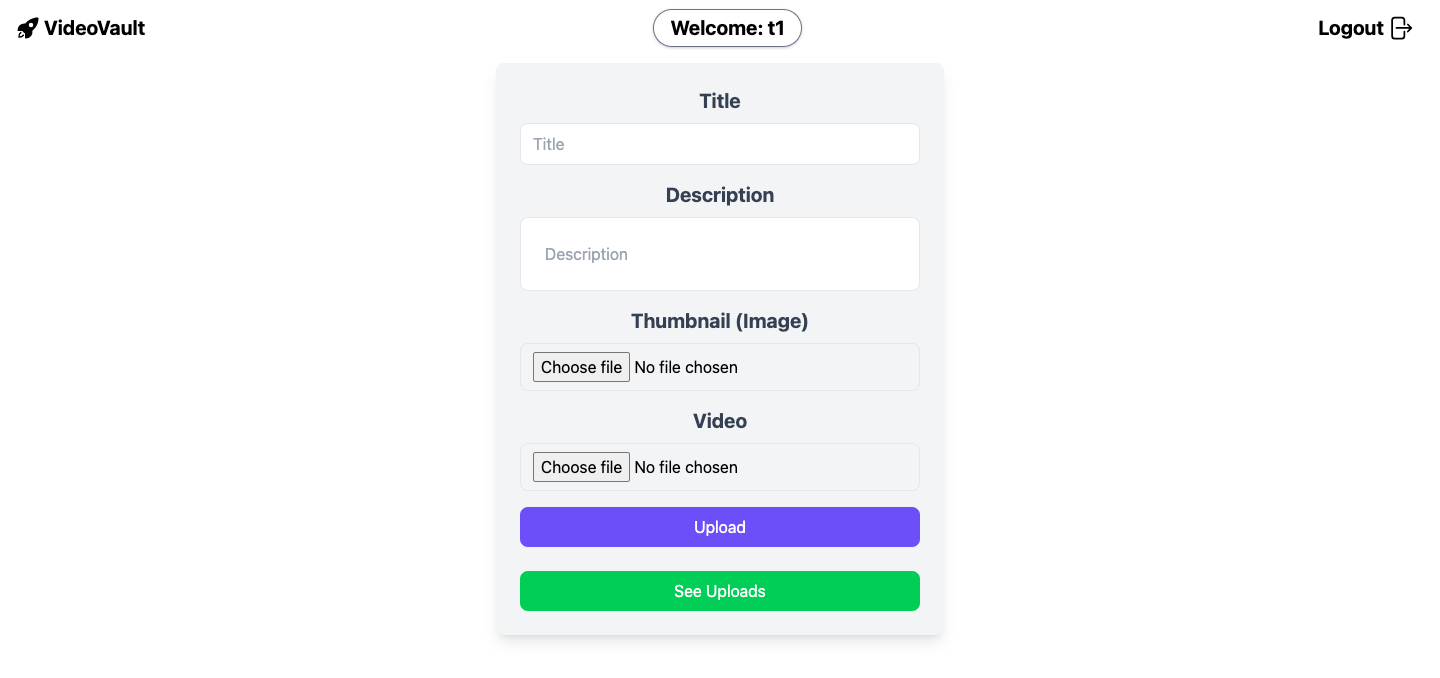 VideoVault
Welcome: t1
Logout
Title
Title
Description
Description
Thumbnail (Image)
Choose file No file chosen
Video
Choose file No file chosen
Upload
See Uploads